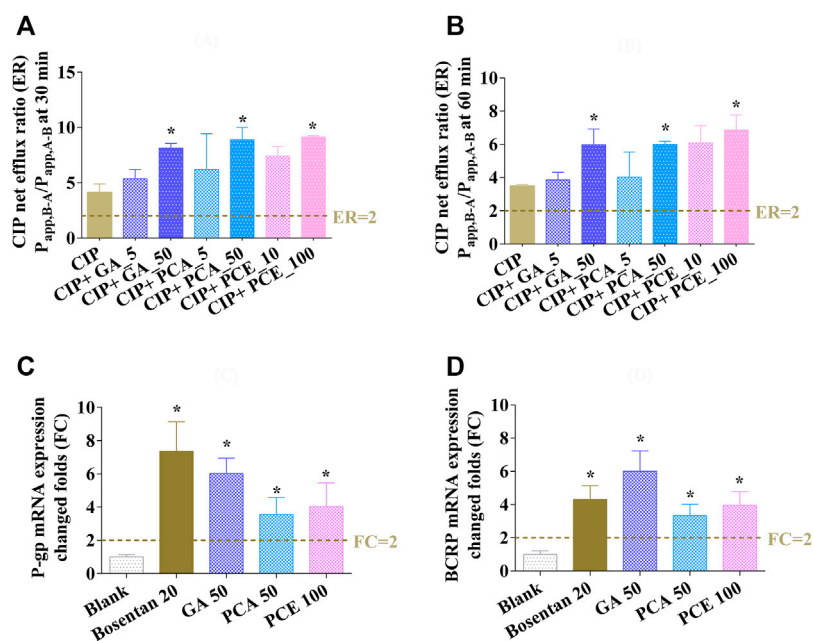 A
(A)
CIP net efflux ratio (ER)
Papp,B-A/Papp,A-B at 30 min
15
10
5
0
ER=2
CIP
CIP+ GA_5
CIP+ GA_50
CIP+ PCA_5
CIP+ PCA_50
CIP+ PCE_10
CIP+ PCE_100
*
*
*
B
(B)
CIP net efflux ratio (ER)
Papp,B-A/Papp,A-B at 60 min
10
8
6
4
2
0
ER=2
CIP
CIP+ GA_5
CIP+ GA_50
CIP+ PCA_5
CIP+ PCA_50
CIP+ PCE_10
CIP+ PCE_100
*
*
*
C
(C)
P-gp mRNA expression
changed folds (FC)
10
8
6
4
2
0
FC=2
Blank
Bosentan 20
GA 50
PCA 50
PCE 100
*
*
*
*
D
(D)
BCRP mRNA expression
changed folds (FC)
10
8
6
4
2
0
FC=2
Blank
Bosentan 20
GA 50
PCA 50
PCE 100
*
*
*
*